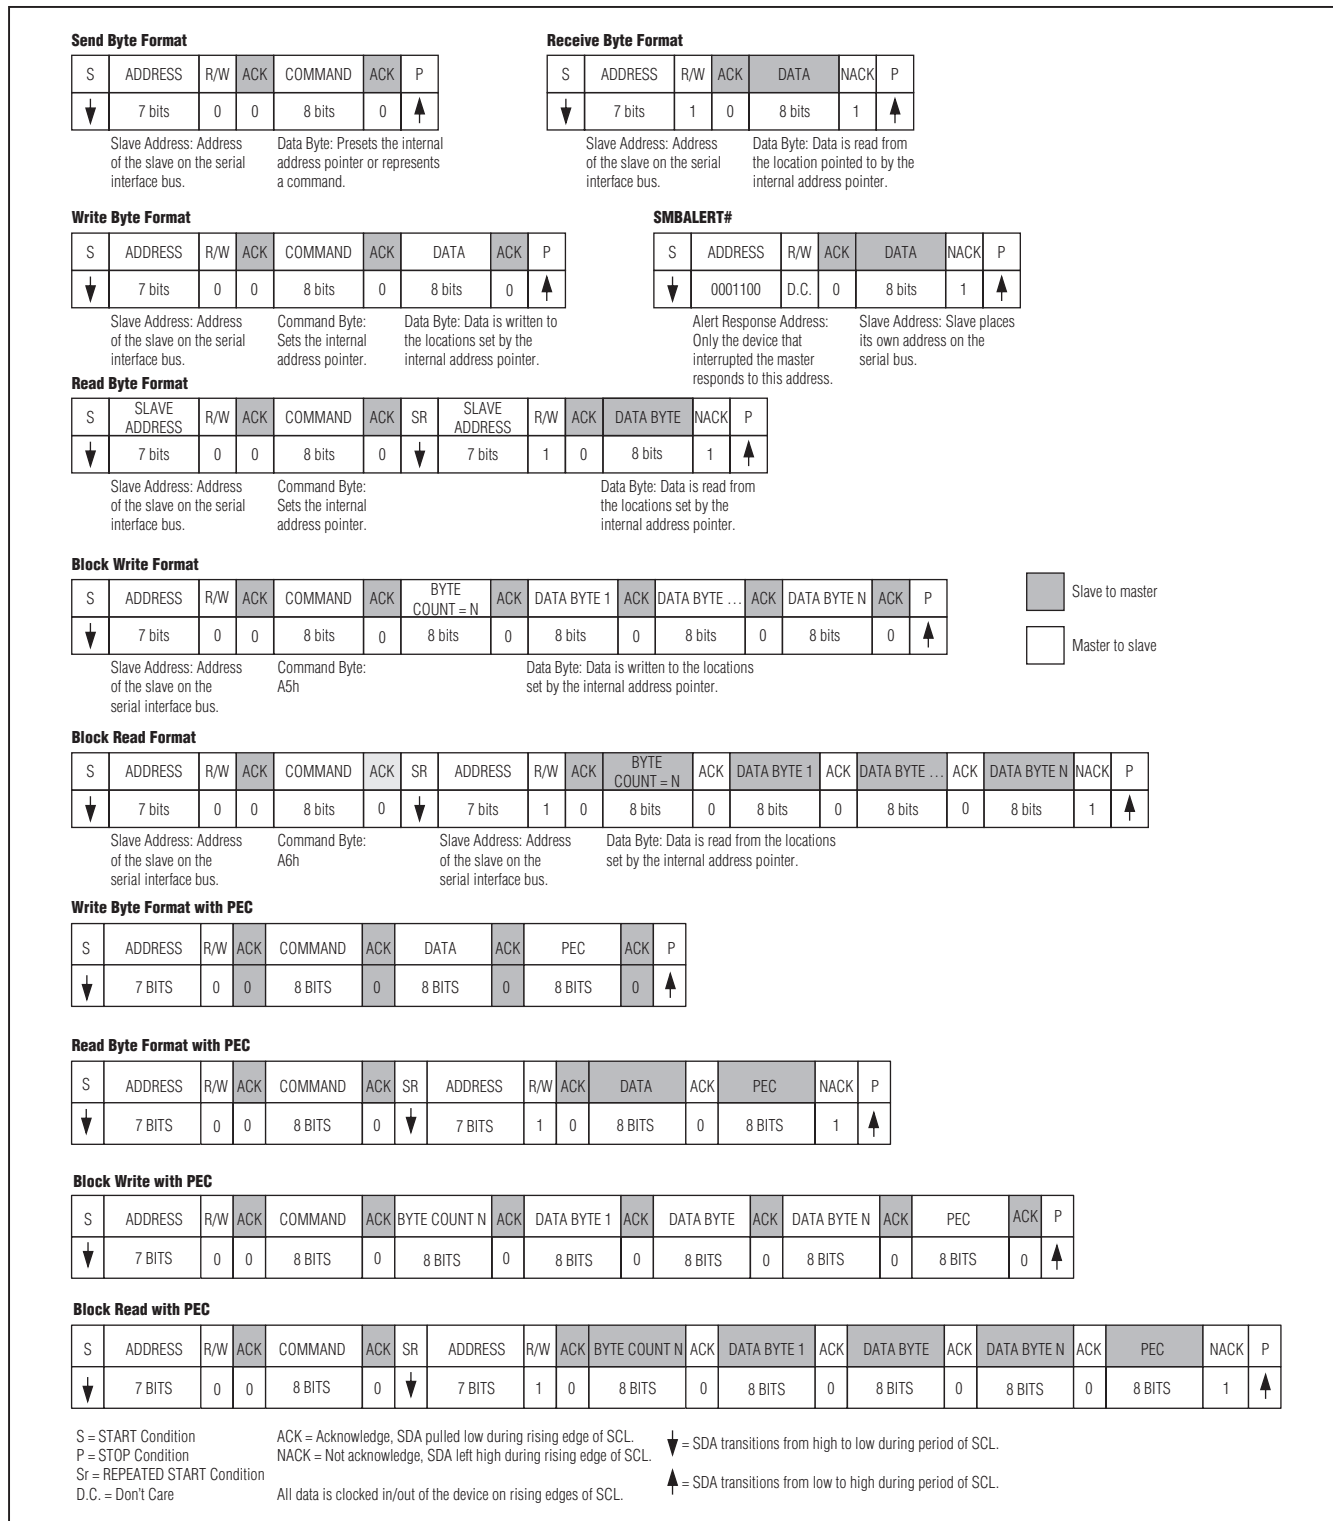 Send Byte Format
S ADDRESS R/W ACK COMMAND ACK P
7 bits 0 0 8 bits 0
Slave Address: Address
of the slave on the serial
interface bus.
Data Byte: Presets the internal
address pointer or represents
a command.
Receive Byte Format
S ADDRESS R/W ACK DATA NACK P
7 bits 1 0 8 bits 1
Slave Address: Address
of the slave on the serial
interface bus.
Data Byte: Data is read from
the location pointed to by the
internal address pointer.
Write Byte Format
S ADDRESS R/W ACK COMMAND ACK DATA ACK P
7 bits 0 0 8 bits 0 8 bits 0
Slave Address: Address
of the slave on the serial
interface bus.
Command Byte:
Sets the internal
address pointer.
Data Byte: Data is written to
the locations set by the
internal address pointer.
SMBALERT#
S ADDRESS R/W ACK DATA NACK P
0001100 D.C. 0 8 bits 1
Alert Response Address:
Only the device that
interrupted the master
responds to this address.
Slave Address: Slave places
its own address on the
serial bus.
Read Byte Format
S SLAVE ADDRESS R/W ACK COMMAND ACK SR SLAVE ADDRESS R/W ACK DATA BYTE NACK P
7 bits 0 0 8 bits 0 7 bits 1 0 8 bits 1
Slave Address: Address
of the slave on the serial
interface bus.
Command Byte:
Sets the internal
address pointer.
Data Byte: Data is read from
the locations set by the
internal address pointer.
Block Write Format
S ADDRESS R/W ACK COMMAND ACK BYTE COUNT = N ACK DATA BYTE 1 ACK DATA BYTE … ACK DATA BYTE N ACK P
7 bits 0 0 8 bits 0 8 bits 0 8 bits 0 8 bits 0 8 bits 0
Slave Address: Address
of the slave on the
serial interface bus.
Command Byte:
A5h
Data Byte: Data is written to the locations
set by the internal address pointer.
Slave to master
Master to slave
Block Read Format
S ADDRESS R/W ACK COMMAND ACK SR ADDRESS R/W ACK BYTE COUNT = N ACK DATA BYTE 1 ACK DATA BYTE … ACK DATA BYTE N NACK P
7 bits 0 0 8 bits 0 7 bits 1 0 8 bits 0 8 bits 0 8 bits 0 8 bits 1
Slave Address: Address
of the slave on the
serial interface bus.
Command Byte:
A6h
Slave Address: Address
of the slave on the
serial interface bus.
Data Byte: Data is read from the locations
set by the internal address pointer.
Write Byte Format with PEC
S ADDRESS R/W ACK COMMAND ACK DATA ACK PEC ACK P
7 BITS 0 0 8 BITS 0 8 BITS 0 8 BITS 0
Read Byte Format with PEC
S ADDRESS R/W ACK COMMAND ACK SR ADDRESS R/W ACK DATA ACK PEC NACK P
7 BITS 0 0 8 BITS 0 7 BITS 1 0 8 BITS 0 8 BITS 1
Block Write with PEC
S ADDRESS R/W ACK COMMAND ACK BYTE COUNT N ACK DATA BYTE 1 ACK DATA BYTE ACK DATA BYTE N ACK PEC ACK P
7 BITS 0 0 8 BITS 0 8 BITS 0 8 BITS 0 8 BITS 0 8 BITS 0 8 BITS 0
Block Read with PEC
S ADDRESS R/W ACK COMMAND ACK SR ADDRESS R/W ACK BYTE COUNT N ACK DATA BYTE 1 ACK DATA BYTE ACK DATA BYTE N ACK PEC NACK P
7 BITS 0 0 8 BITS 0 7 BITS 1 0 8 BITS 0 8 BITS 0 8 BITS 0 8 BITS 0 8 BITS 1
S = START Condition
P = STOP Condition
Sr = REPEATED START Condition
D.C. = Don't Care
ACK = Acknowledge, SDA pulled low during rising edge of SCL.
NACK = Not acknowledge, SDA left high during rising edge of SCL.
All data is clocked in/out of the device on rising edges of SCL.
= SDA transitions from high to low during period of SCL.
= SDA transitions from low to high during period of SCL.